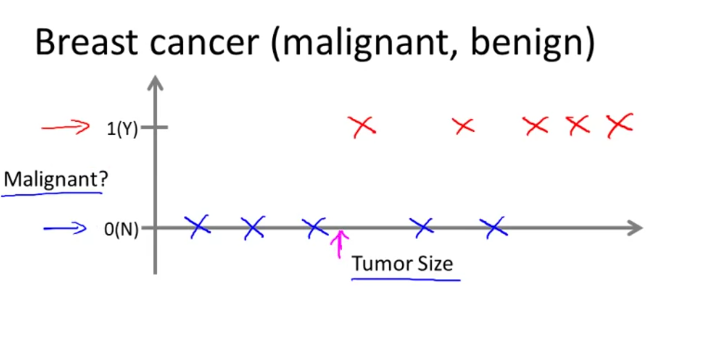 Breast cancer (malignant, benign)
1(Y)
Malignant?
0(N)
Tumor Size